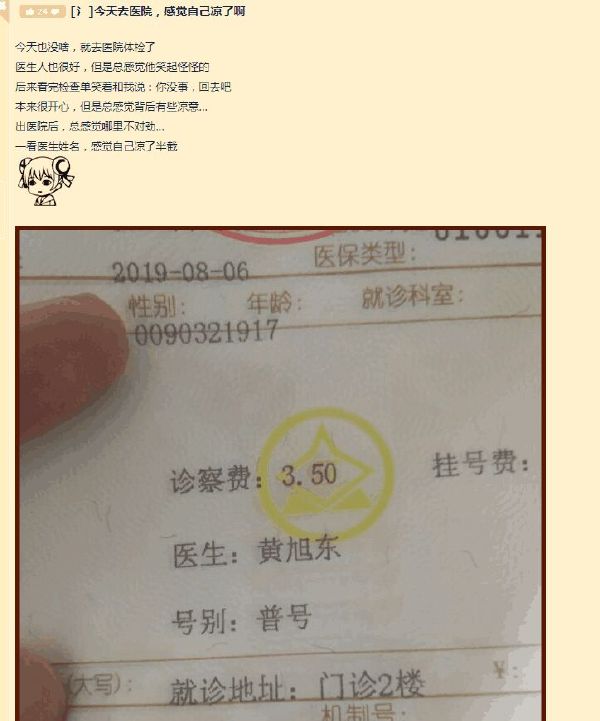 24
[氵]今天去医院，感觉自己凉了啊
今天也没啥，就去医院体检了
医生人也很好，但是总感觉他笑起怪怪的
后来看完检查单笑着和我说：你没事，回去吧
本来很开心，但是总感觉背后有些凉意...
出医院后，总感觉哪里不对劲...
一看医生姓名，感觉自己凉了半截
医保类型：
2019-08-06
性别： 年龄： 就诊科室：
0090321917
诊察费：3.50 挂号费：
医生：黄旭东
号别：普号
(大写)： ¥：
就诊地址：门诊2楼
机制号：